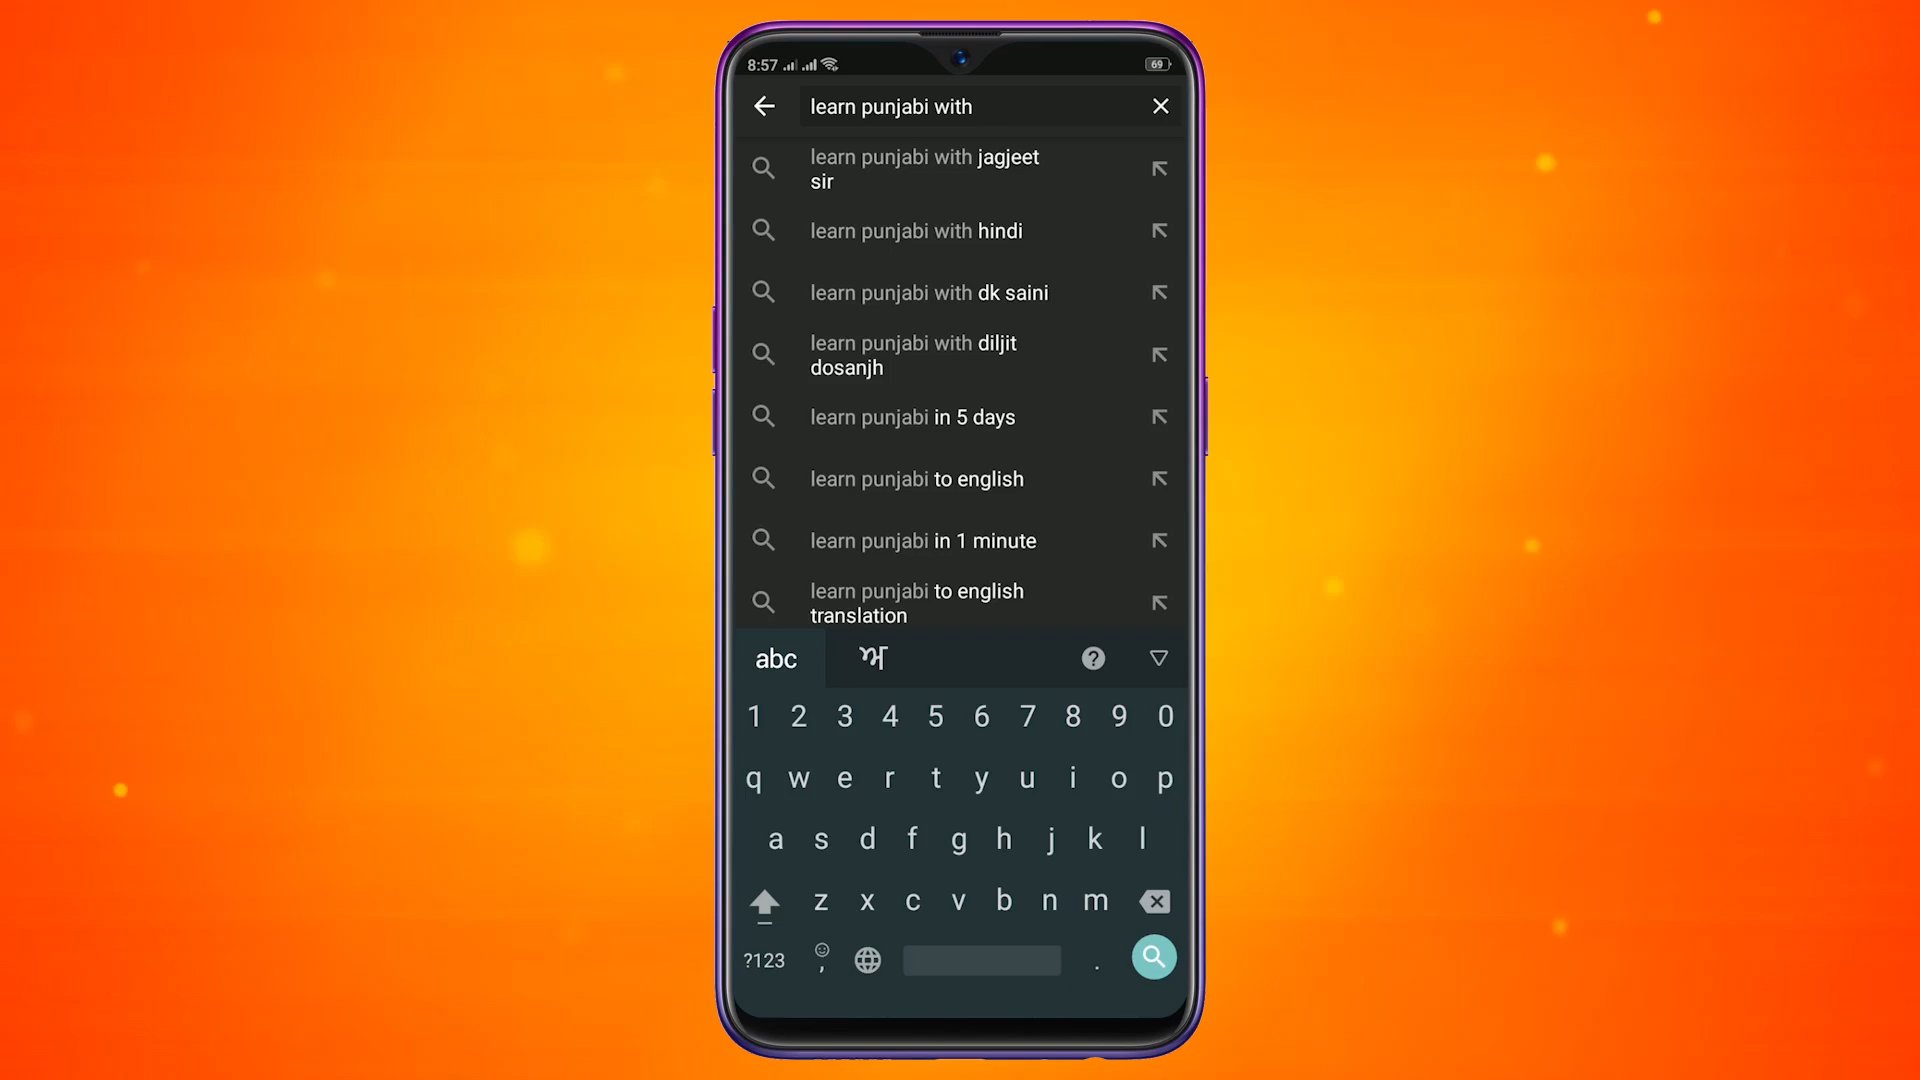 8:57
69
learn punjabi with
learn punjabi with jagjeet
sir
learn punjabi with hindi
learn punjabi with dk saini
learn punjabi with diljit
dosanjh
learn punjabi in 5 days
learn punjabi to english
learn punjabi in 1 minute
learn punjabi to english
translation
abc ਅ ?
1 2 3 4 5 6 7 8 9 0
q w e r t y u i o p
a s d f g h j k l
z x c v b n m
?123 , .